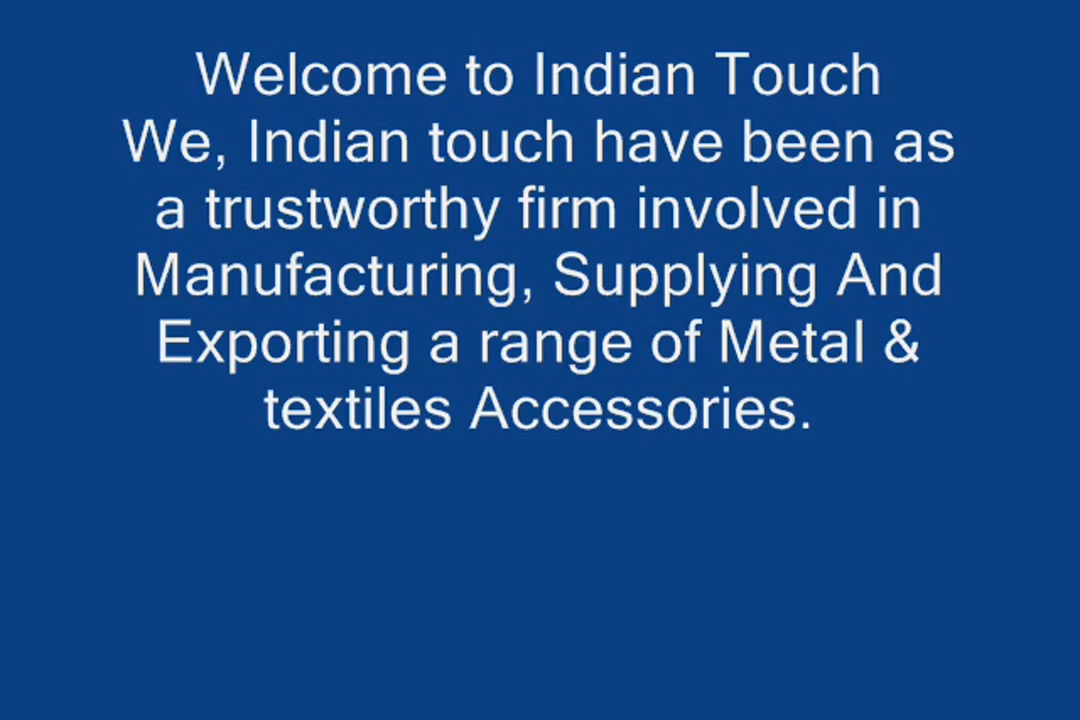 Welcome to Indian Touch
We, Indian touch have been as
a trustworthy firm involved in
Manufacturing, Supplying And
Exporting a range of Metal &
textiles Accessories.